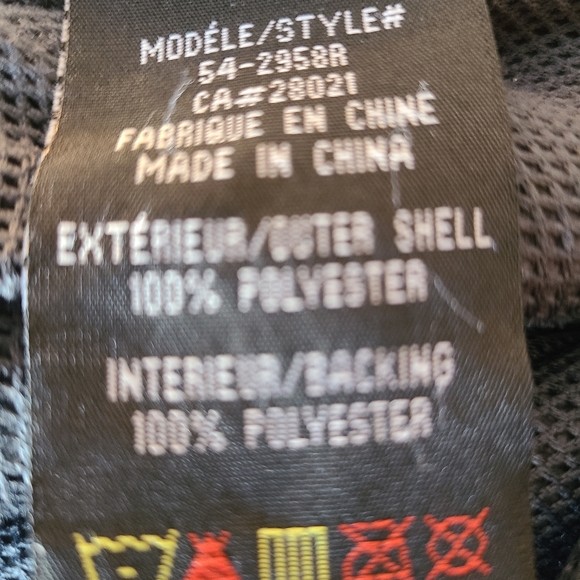 MODÉLE/STYLE#
54-2958R
CA#28021
FABRIQUE EN CHINE
MADE IN CHINA
EXTÉRIEUR/OUTER SHELL
100% POLYESTER
INTERIEUR/BACKING
100% POLYESTER